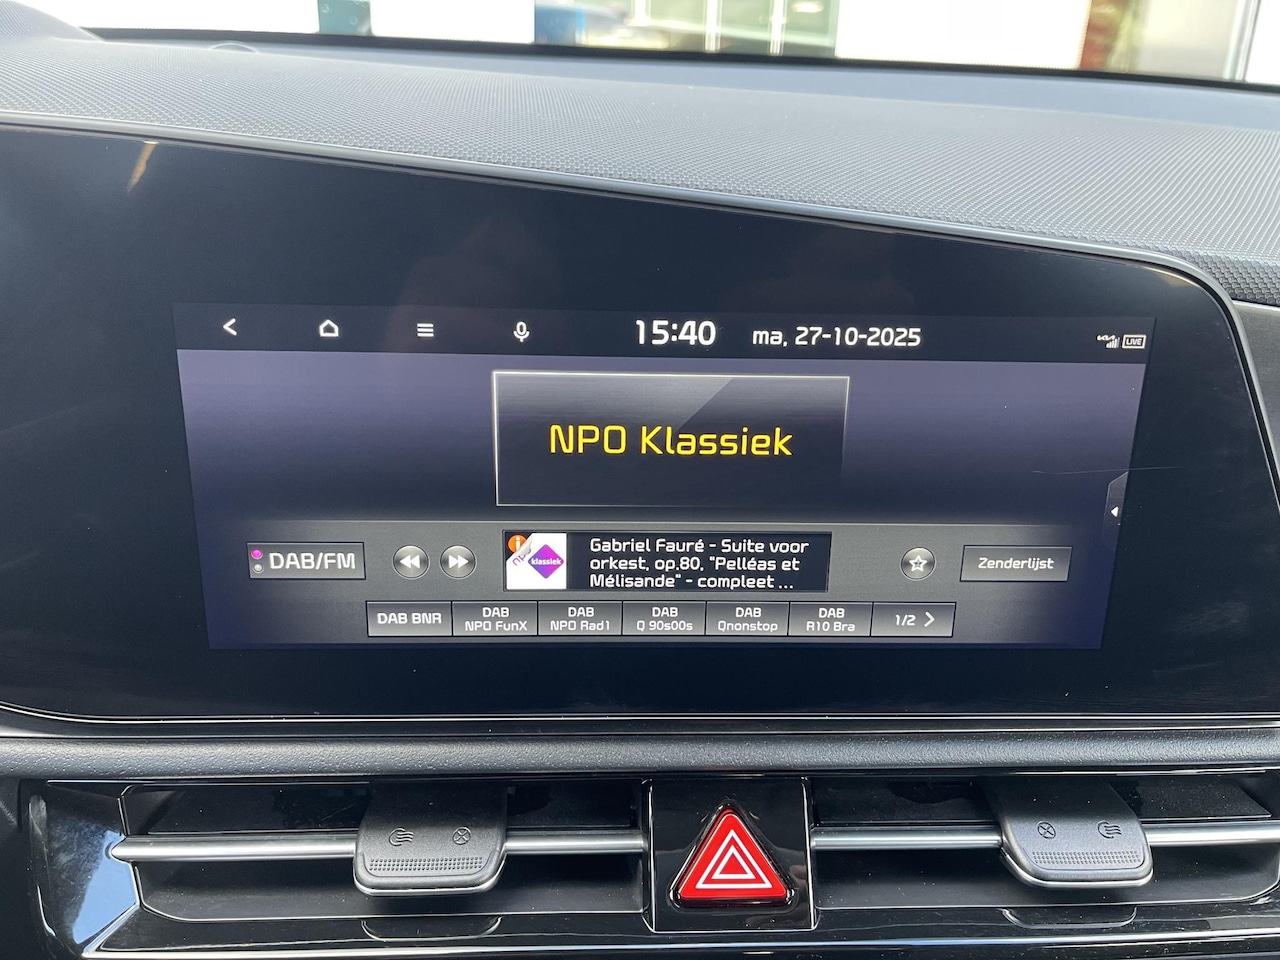 15:40 ma, 27-10-2025 LIVE
NPO Klassiek
DAB/FM
klassiek
Gabriel Fauré - Suite voor
orkest, op.80, "Pelléas et
Mélisande" - compleet ...
Zenderlijst
DAB BNR
DAB
NPO FunX
DAB
NPO Rad1
DAB
Q 90s00s
DAB
Qnonstop
DAB
R10 Bra
1/2